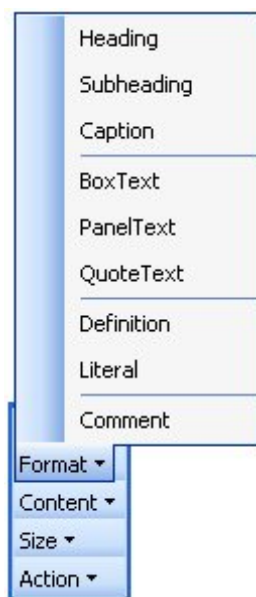 Heading
Subheading
Caption
BoxText
PanelText
QuoteText
Definition
Literal
Comment
Format
Content
Size
Action